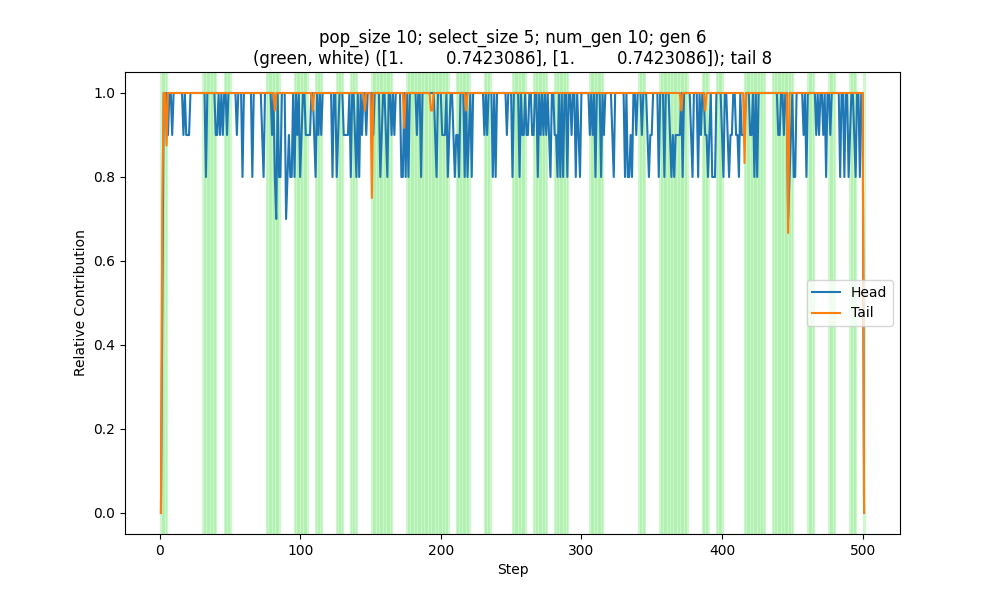 pop_size 10; select_size 5; num_gen 10; gen 6
(green, white) ([1.         0.7423086], [1.         0.7423086]); tail 8
1.0
0.8
0.6
0.4
0.2
0.0
Relative Contribution
Head
Tail
0 100 200 300 400 500
Step